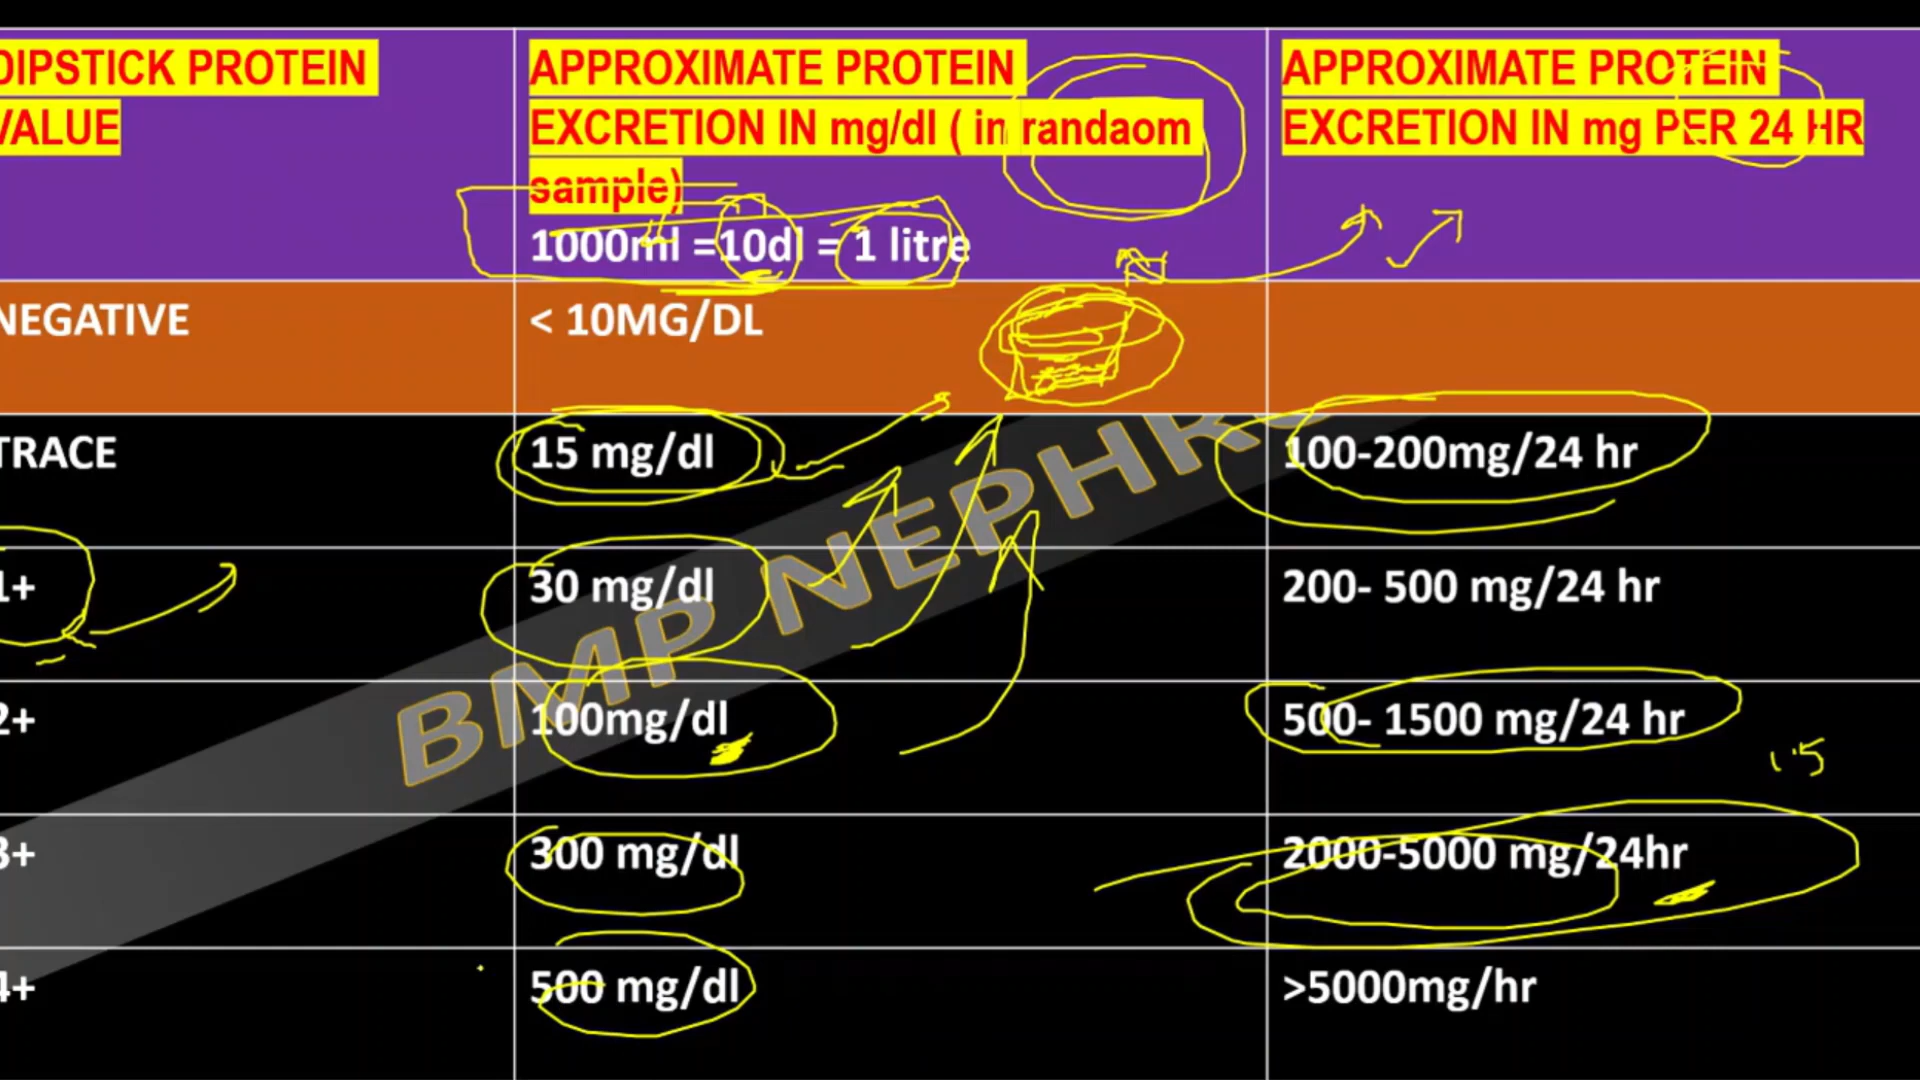 DIPSTICK PROTEIN
VALUE
APPROXIMATE PROTEIN
EXCRETION IN mg/dl ( in randaom
sample)
1000ml =10dl = 1 litre
APPROXIMATE PROTEIN
EXCRETION IN mg PER 24 HR
NEGATIVE
< 10MG/DL
TRACE
15 mg/dl
100-200mg/24 hr
1+
30 mg/dl
200- 500 mg/24 hr
2+
100mg/dl
500- 1500 mg/24 hr
1.5
3+
300 mg/dl
2000-5000 mg/24hr
4+
500 mg/dl
>5000mg/hr
BMP NEPHRO